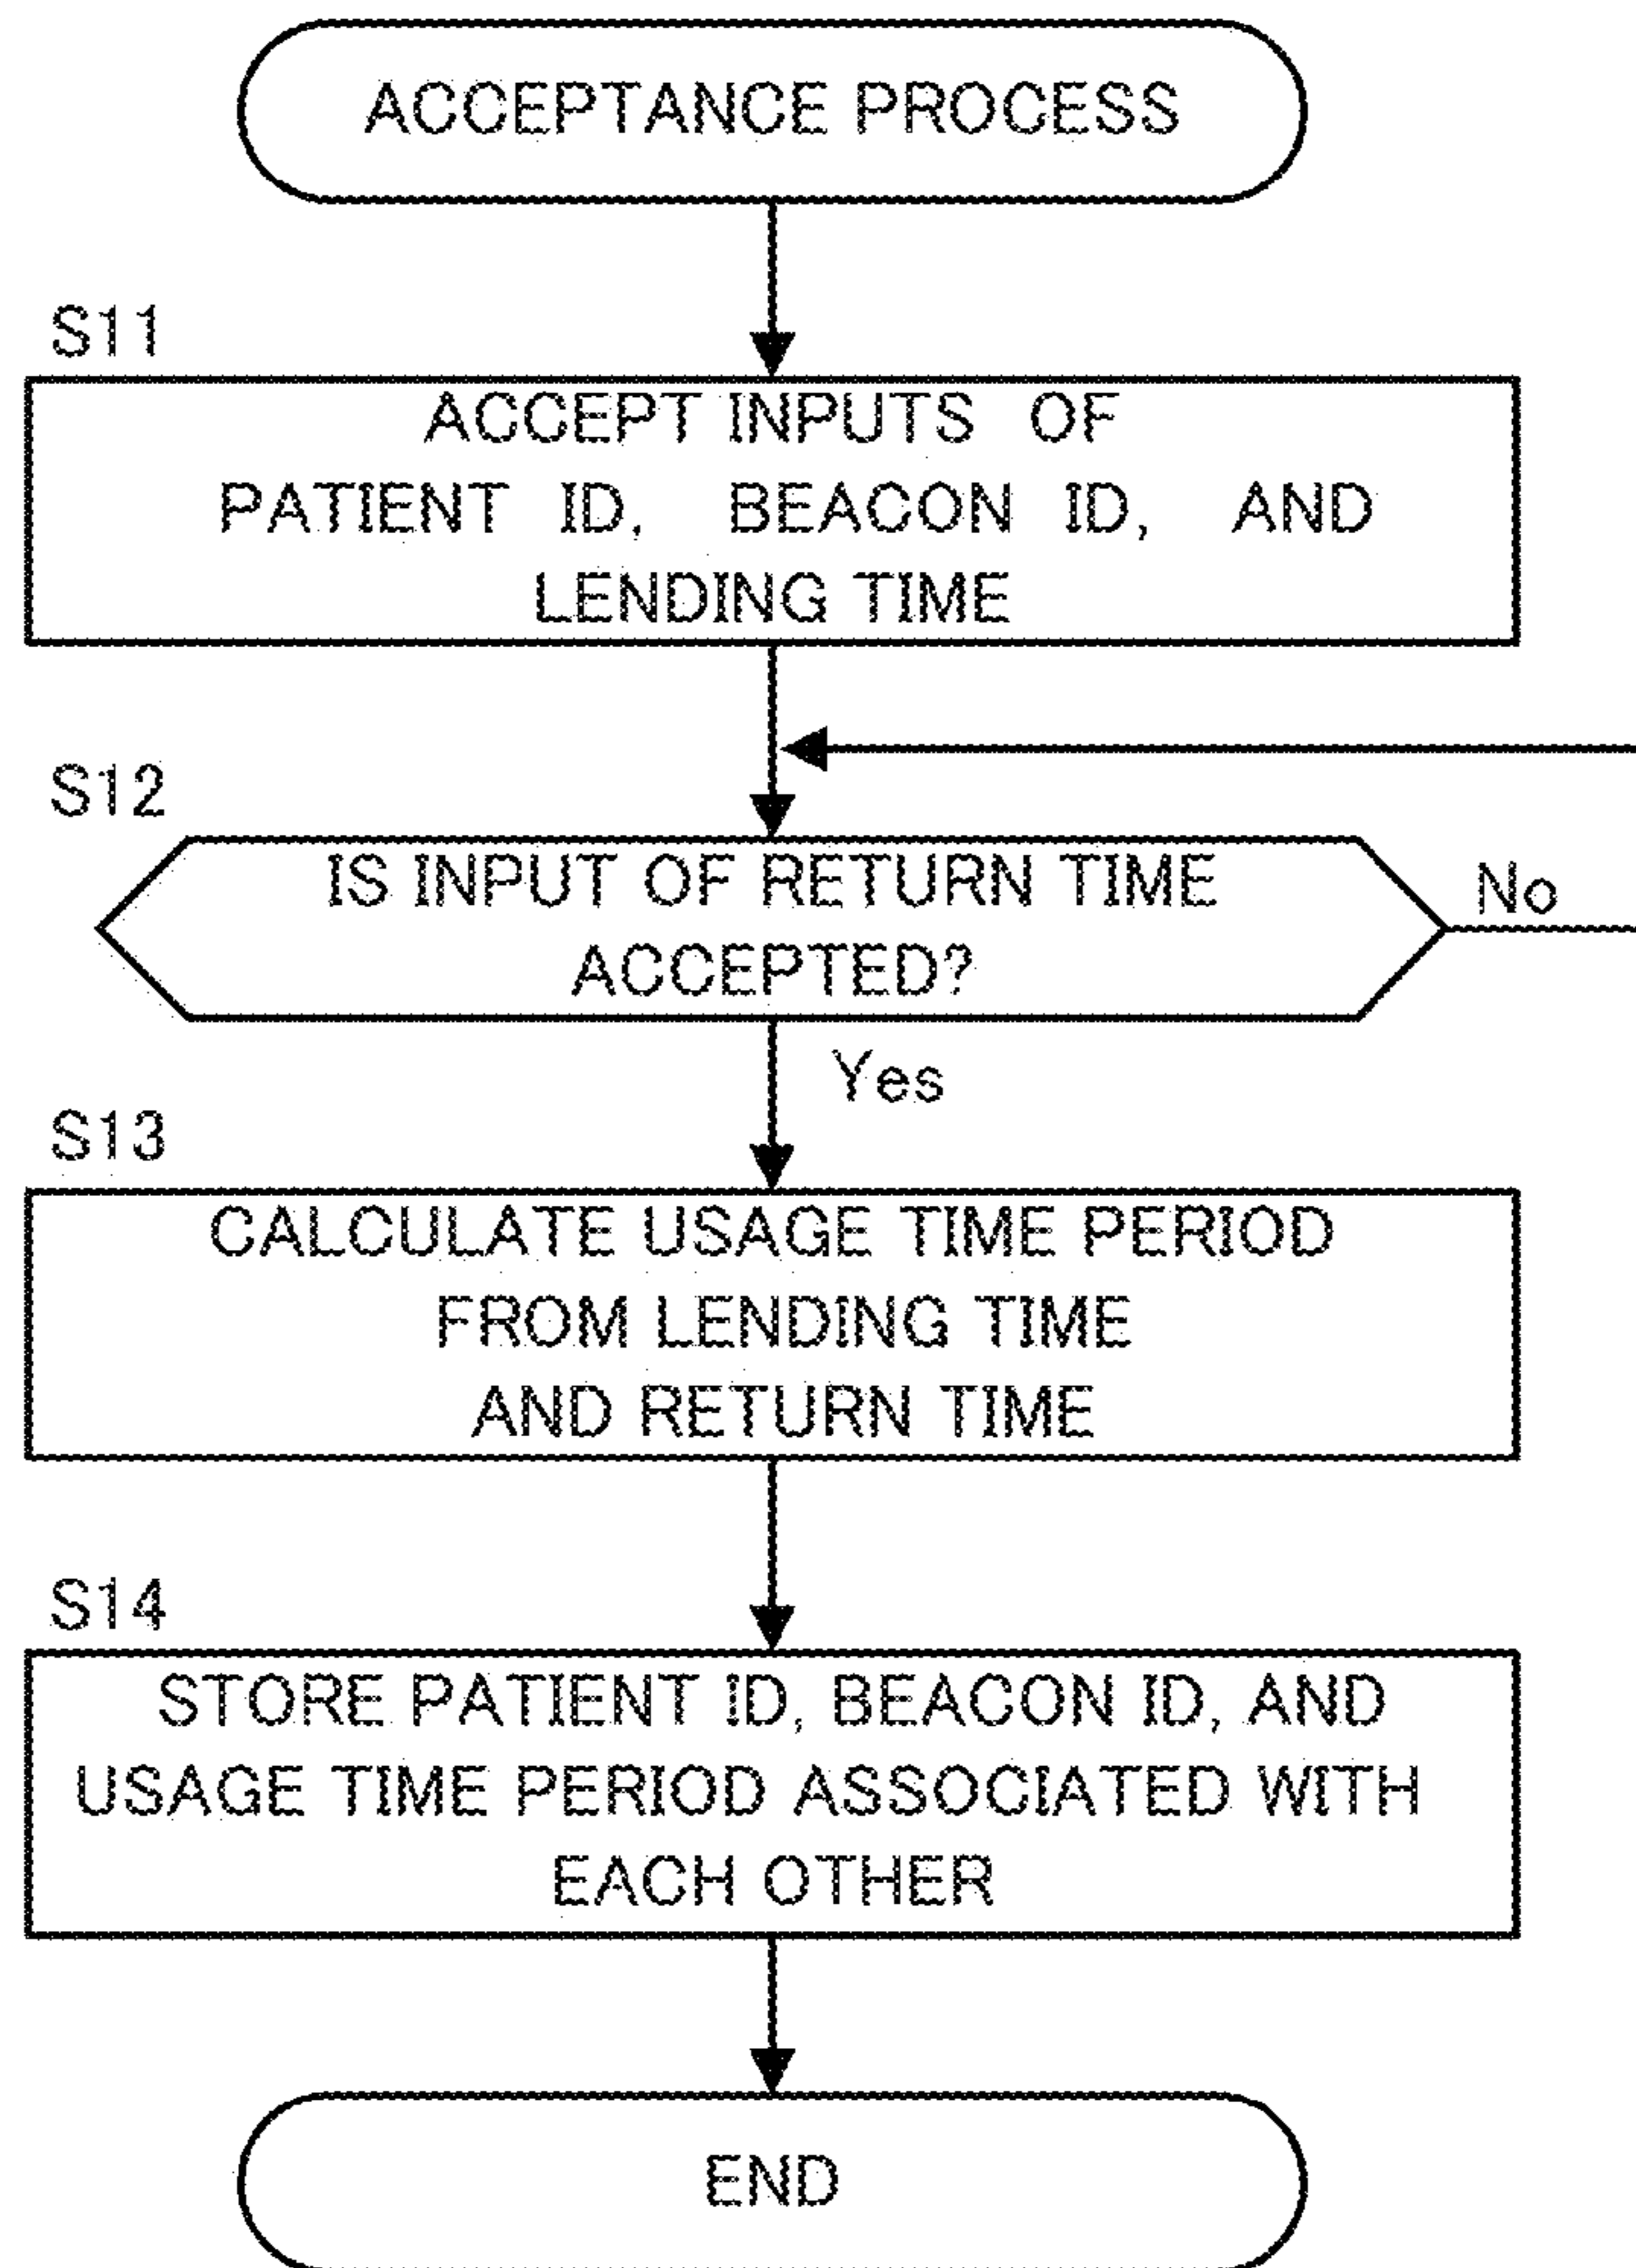 ACCEPTANCE PROCESS
S11
ACCEPT INPUTS OF
PATIENT ID, BEACON ID, AND
LENDING TIME
S12
IS INPUT OF RETURN TIME
ACCEPTED?
No
Yes
S13
CALCULATE USAGE TIME PERIOD
FROM LENDING TIME
AND RETURN TIME
S14
STORE PATIENT ID, BEACON ID, AND
USAGE TIME PERIOD ASSOCIATED WITH
EACH OTHER
END